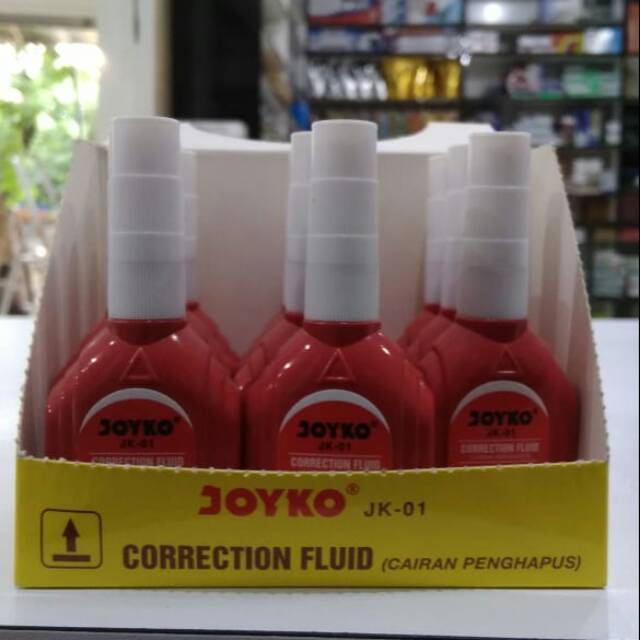 JOYKO®
JK-01
CORRECTION FLUID
JOYKO®
JK-01
CORRECTION FLUID
JOYKO®
JK-01
CORRECTION FLUID
JOYKO® JK-01
CORRECTION FLUID (CAIRAN PENGHAPUS)